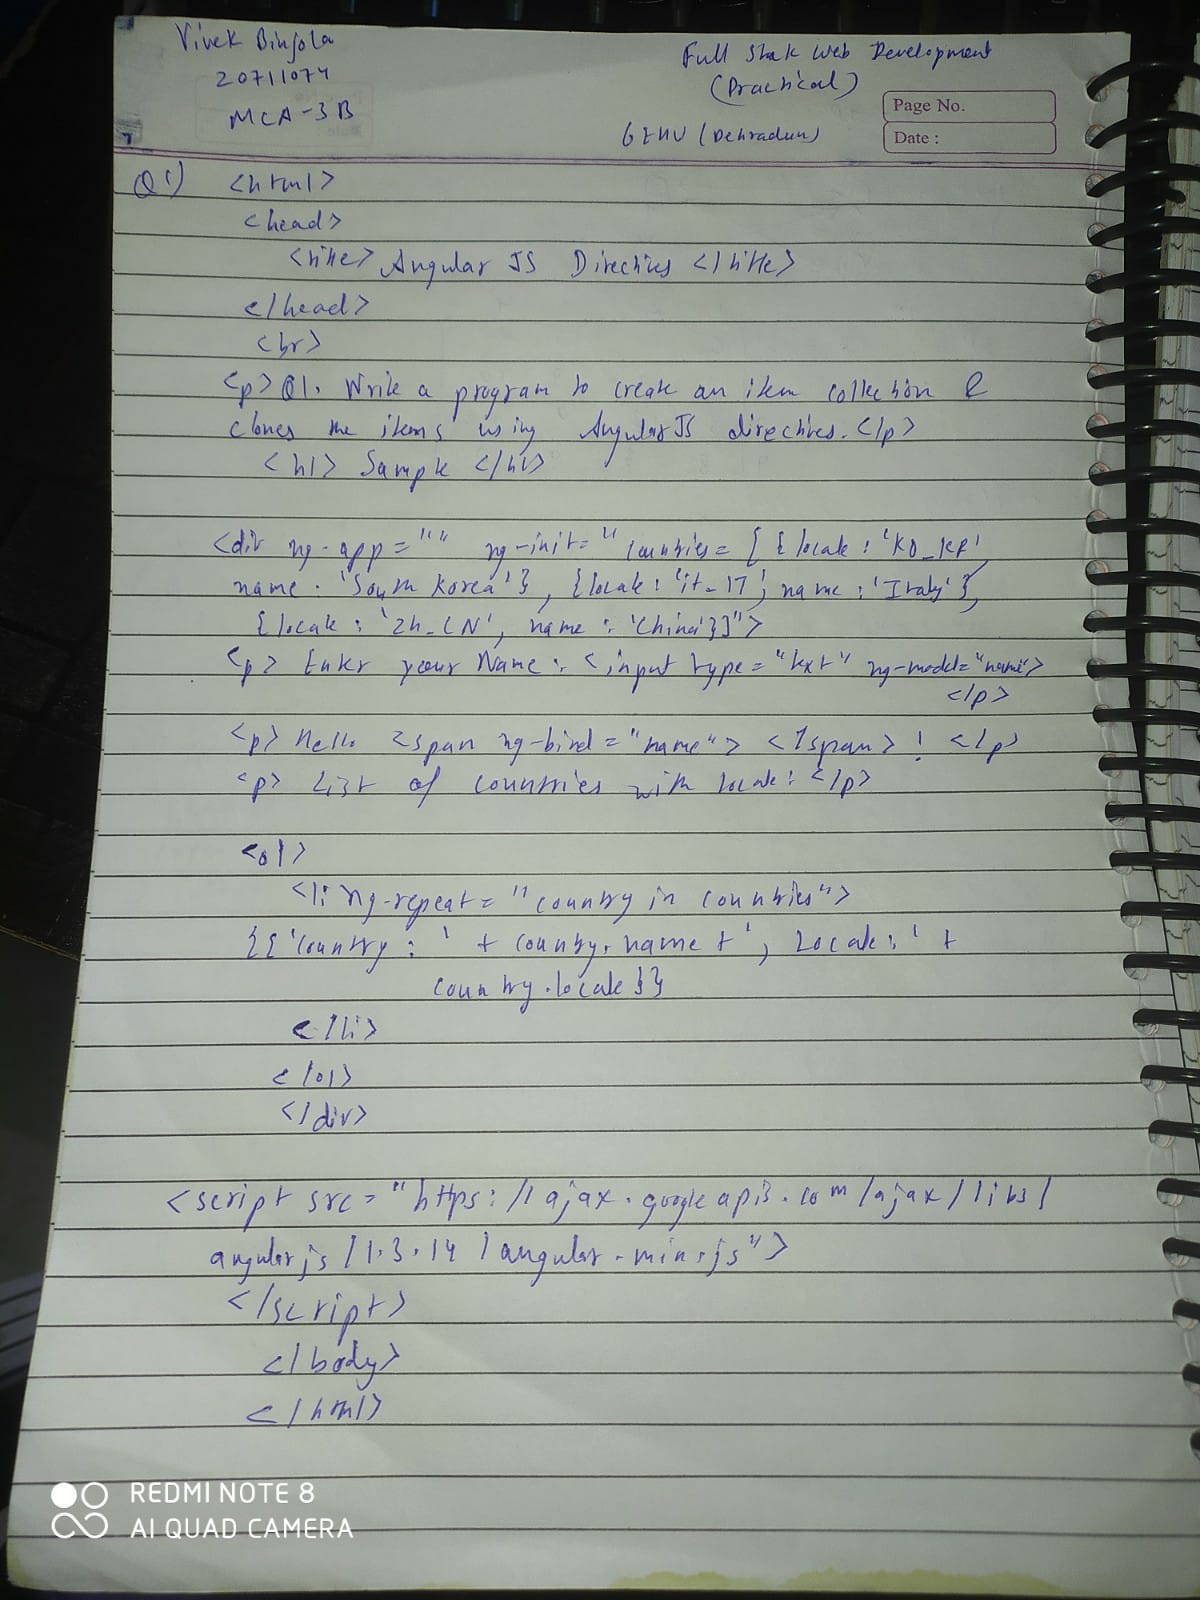 Vivek Binjola
20711074
MCA-3B
Full Stak Web Development
(Practical)
Page No.
GEHU (Dehradun)
Date :
Q1) <html>
<head>
<title> Angular JS Directives </title>
</head>
<br>
<p> Q1. Write a program to create an item collection &
clones the items using AngularJS directives. </p>
<h1> Sample </h1>
<div ng-app="" ng-init="countries= [ {locale : 'KO_KR'
name : 'South Korea'} , {locale : 'it-IT', name : 'Italy'},
{locale : 'zh_CN', name : 'China'}]">
<p> Enter your Name : <input type="text" ng-model="name">
</p>
<p> Hello <span ng-bind="name"> </span> ! </p>
<p> List of countries with locale: </p>
<ol>
<li ng-repeat= "country in countries">
{{'Country : ' + country.name + ', Locale : ' +
country.locale}}
</li>
</ol>
</div>
<script src="https://ajax.googleapis.com/ajax/libs/
angularjs/1.3.14/angular.min.js">
</script>
</body>
</html>
REDMI NOTE 8
AI QUAD CAMERA